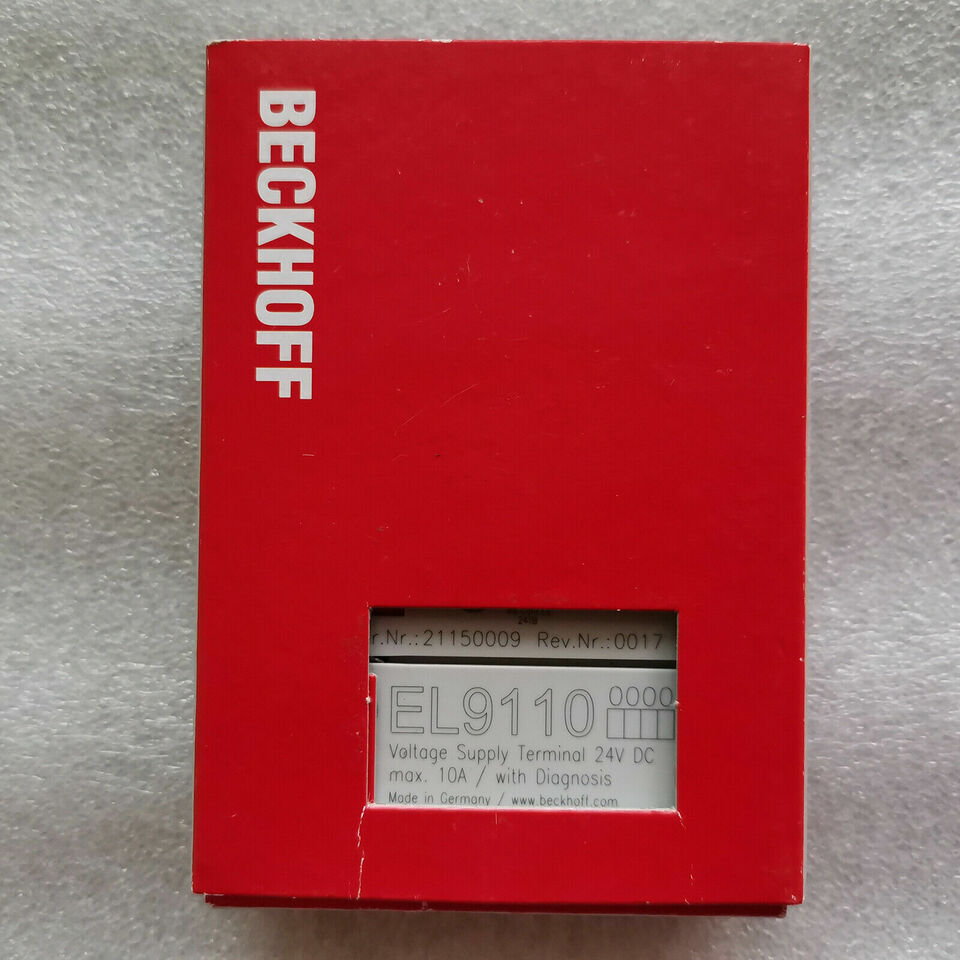 BECKHOFF
r.Nr.:21150009 Rev.Nr.:0017
EL9110 0000
Voltage Supply Terminal 24V DC
max. 10A / with Diagnosis
Made in Germany / www.beckhoff.com